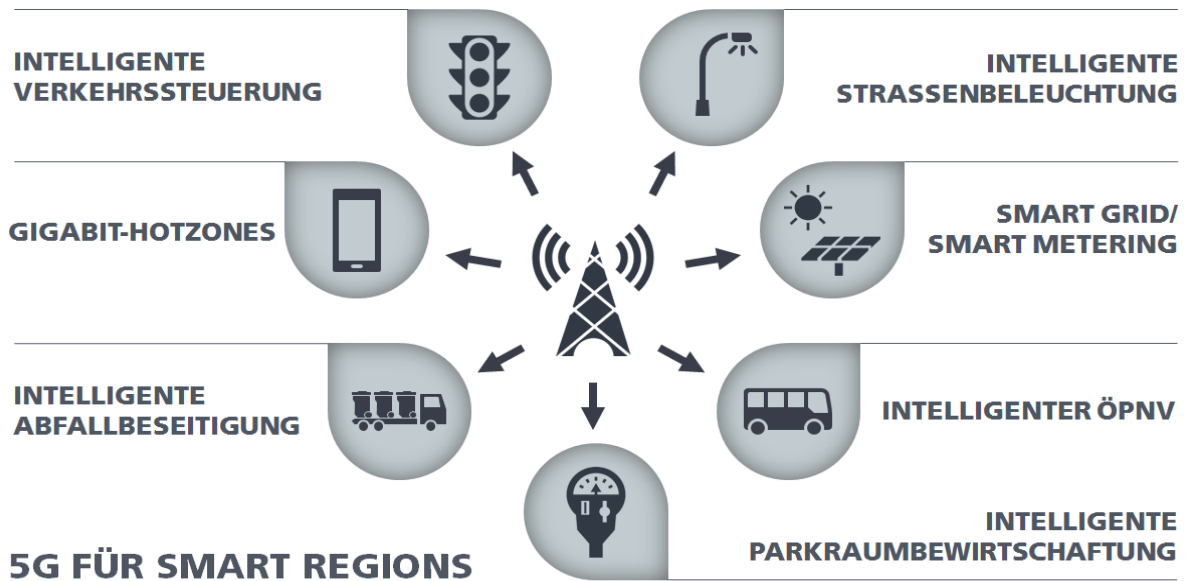 INTELLIGENTE
VERKEHRSSTEUERUNG
INTELLIGENTE
STRASSENBELEUCHTUNG
GIGABIT-HOTZONES
SMART GRID/
SMART METERING
INTELLIGENTE
ABFALLBESEITIGUNG
INTELLIGENTER ÖPNV
INTELLIGENTE
PARKRAUMBEWIRTSCHAFTUNG
5G FÜR SMART REGIONS